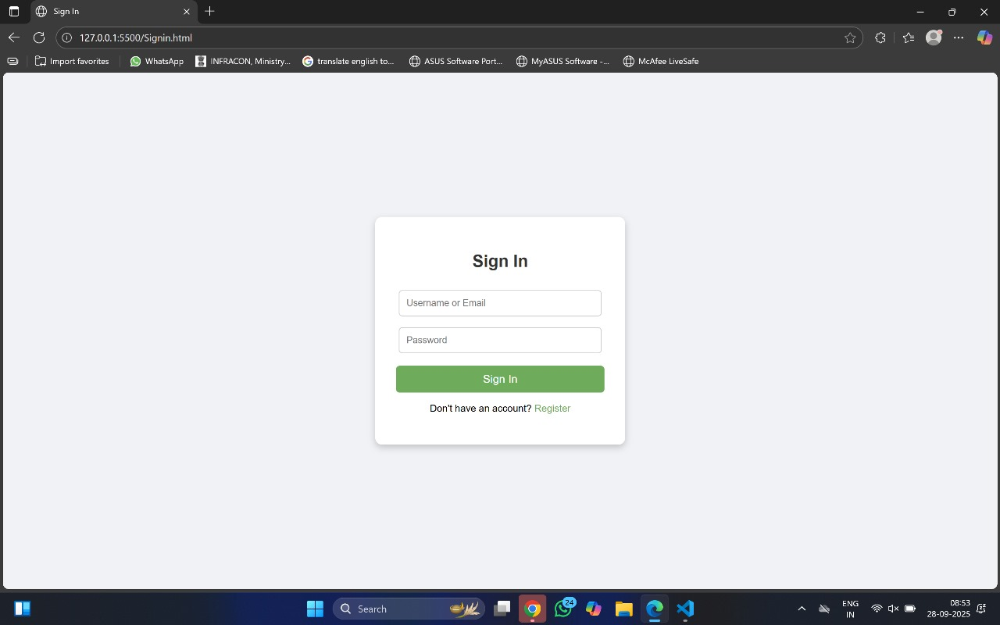 Sign In
127.0.0.1:5500/Signin.html
Import favorites
WhatsApp
INFRACON, Ministry...
translate english to...
ASUS Software Port...
MyASUS Software -...
McAfee LiveSafe
Sign In
Username or Email
Password
Sign In
Don't have an account? Register
Search
24
ENG
IN
08:53
28-09-2025